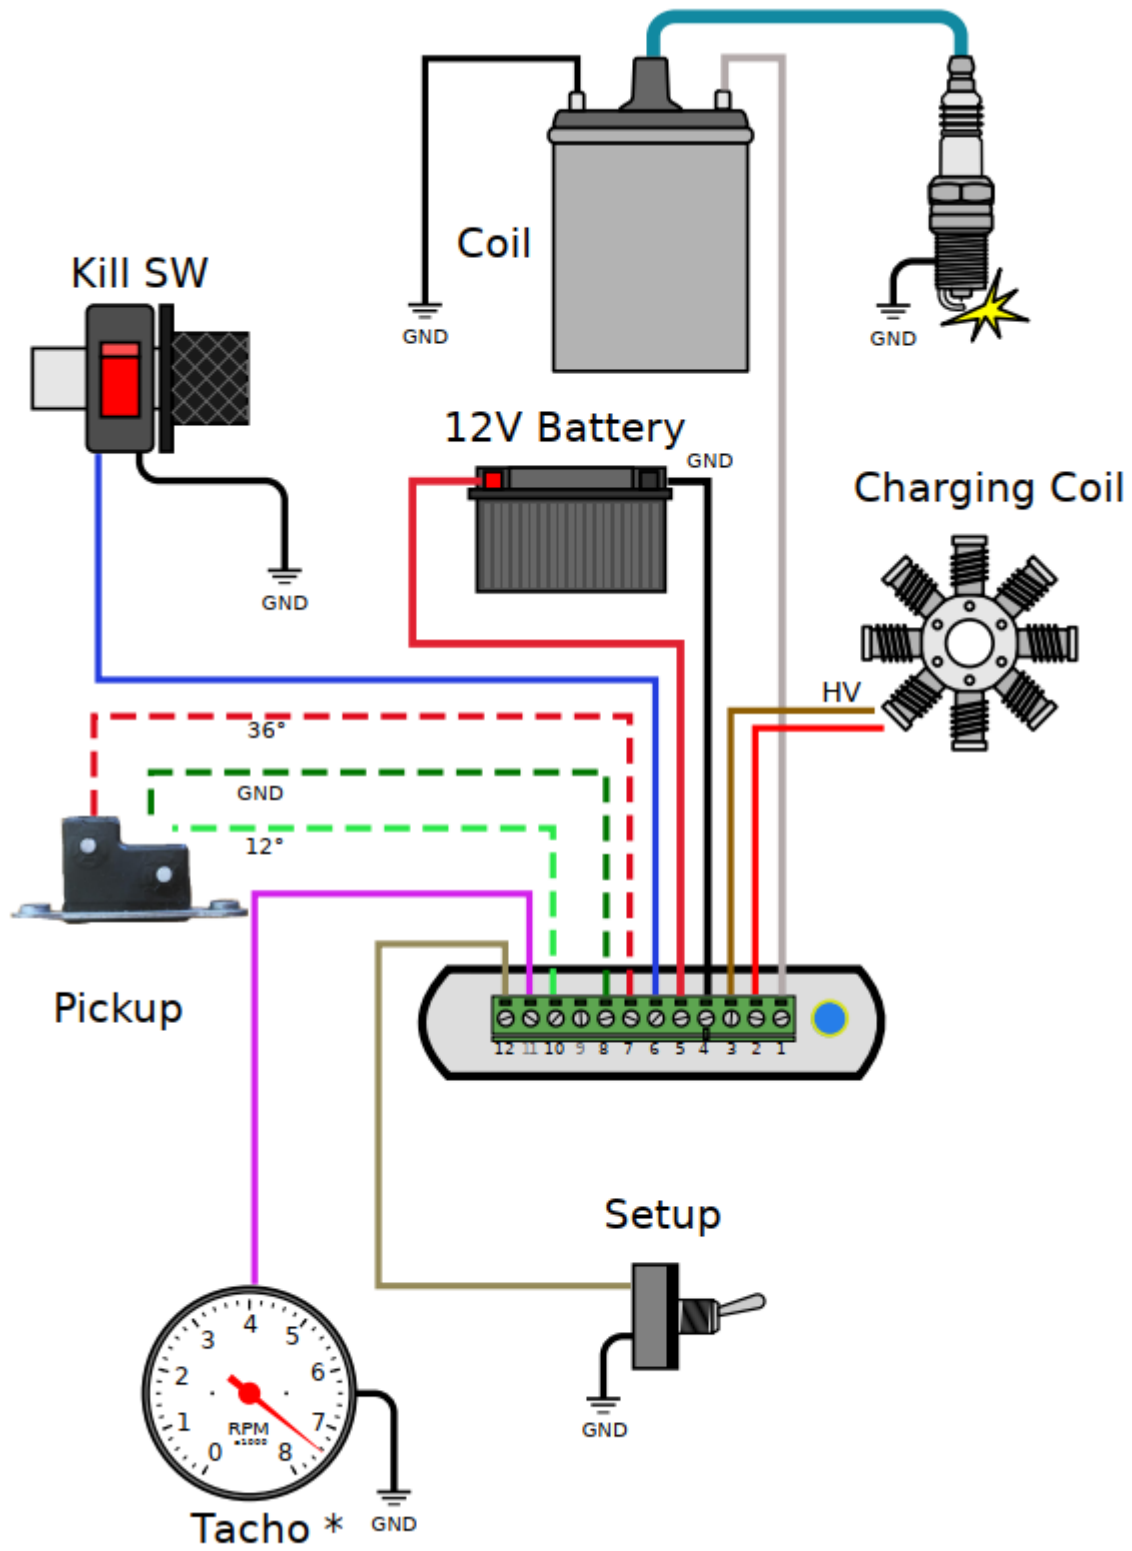 Coil
Kill SW
GND
GND
12V Battery
GND
Charging Coil
GND
HV
36°
GND
12°
Pickup
12 11 10 9 8 7 6 5 4 3 2 1
Setup
0 1 2 3 4 5 6 7 8
RPM
x1000
GND
Tacho *
GND